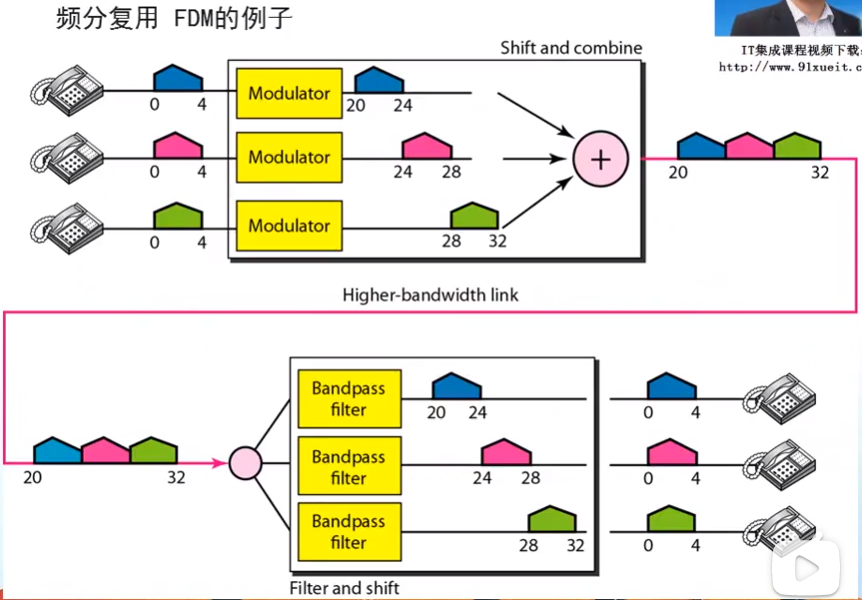 频分复用 FDM的例子
IT集成课程视频下载
http://www.91xueit.c
Shift and combine
0 4
Modulator
20 24
0 4
Modulator
24 28
+
20 32
0 4
Modulator
28 32
Higher-bandwidth link
Bandpass
filter
20 24
0 4
Bandpass
filter
24 28
0 4
20 32
Bandpass
filter
28 32
0 4
Filter and shift